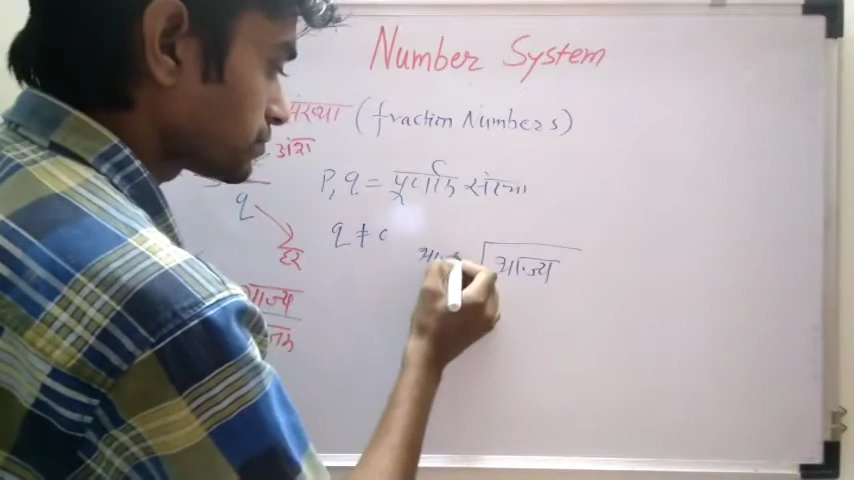 Number System
संख्या (fraction Numbers)
अंश
p, q = पूर्णांक संख्या
q
q ≠ 0
हर
भाज्य
भाज्य